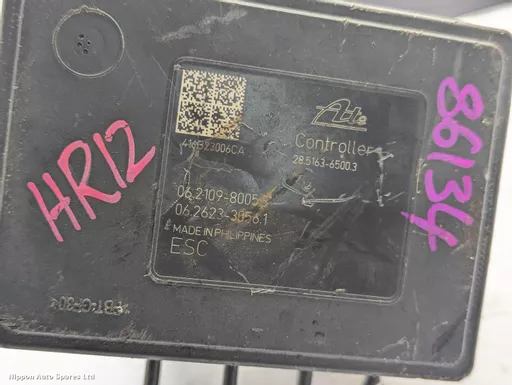 Ate
416B23006CA
Controller
28.5163-6500.3
06.2109-8005
06.2623-3056.1
MADE IN PHILIPPINES
ESC
HR12
86134
Nippon Auto Spares Ltd